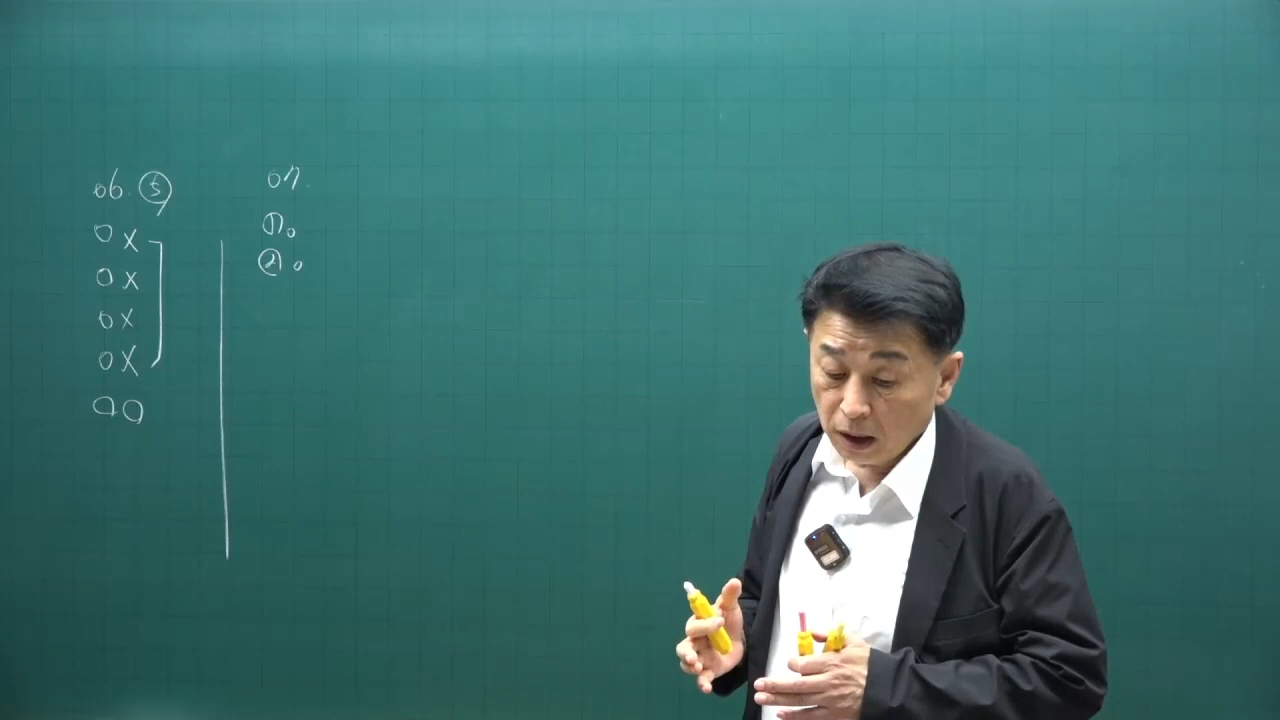 06. ⑤
O X
O X
O X
O X
O O
07.
① o
② o